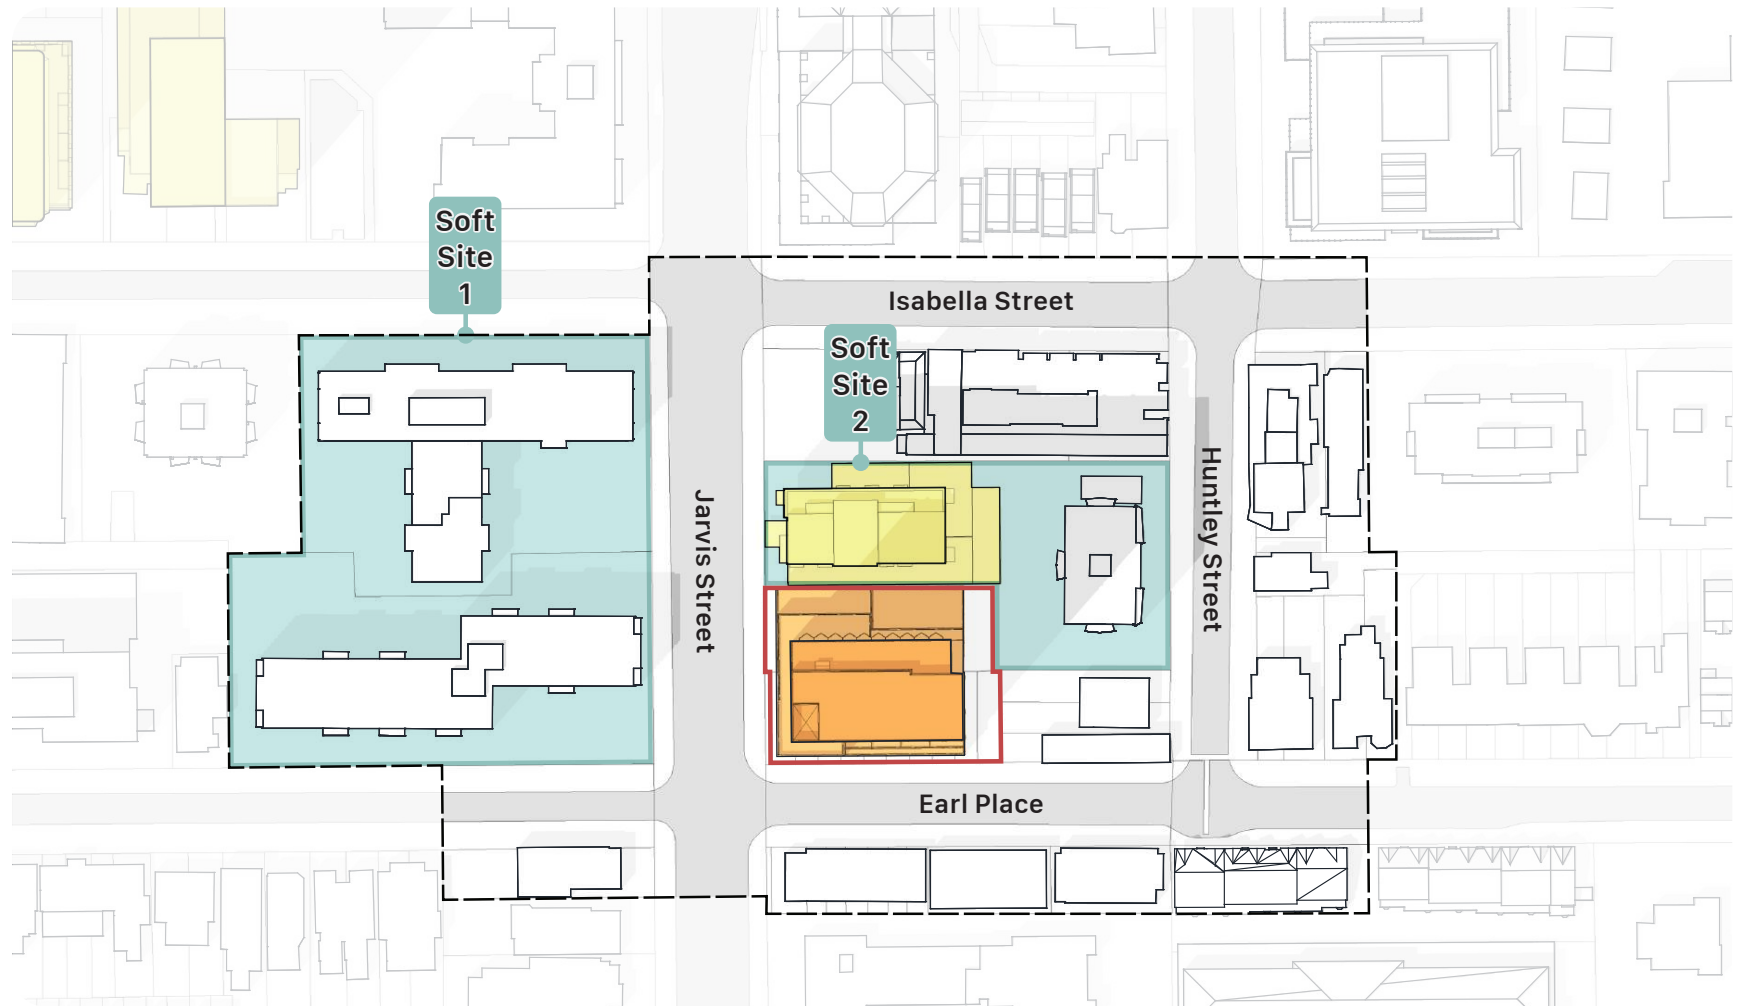 Soft
Site
1
Isabella Street
Soft
Site
2
Jarvis Street
Huntley Street
Earl Place